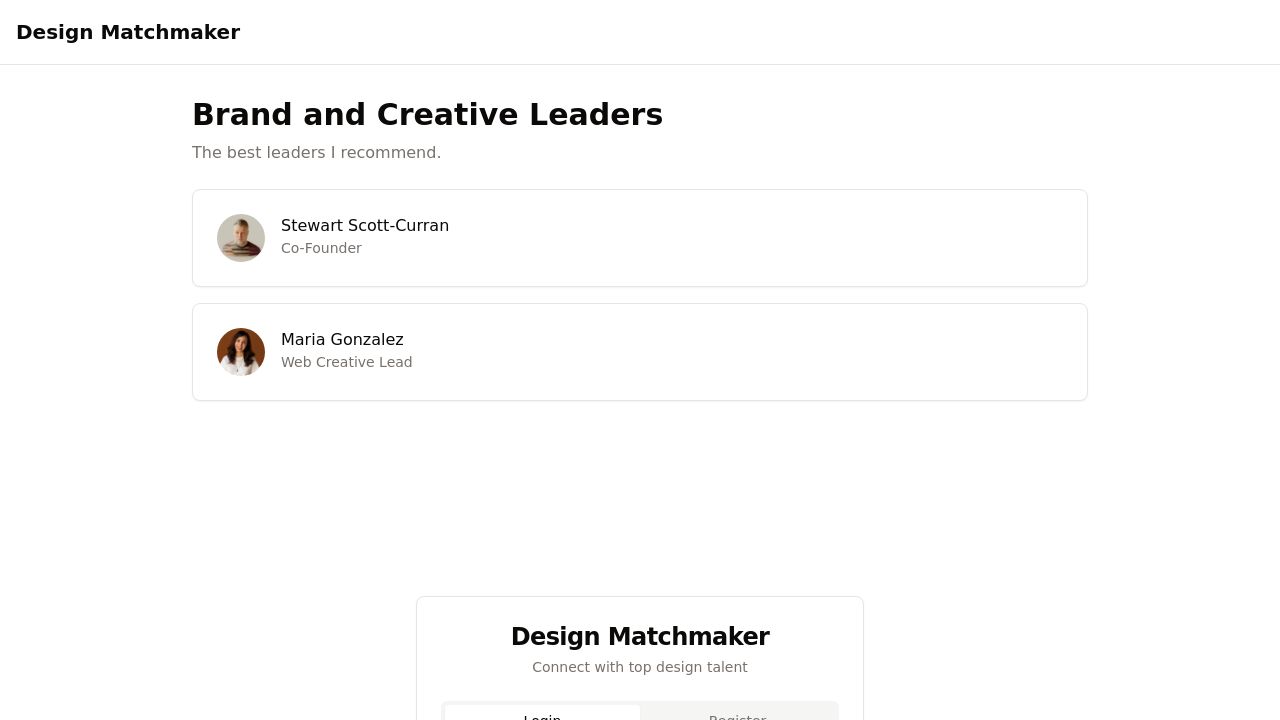 Design Matchmaker
Brand and Creative Leaders
The best leaders I recommend.
Stewart Scott-Curran
Co-Founder
Maria Gonzalez
Web Creative Lead
Design Matchmaker
Connect with top design talent
Login
Register